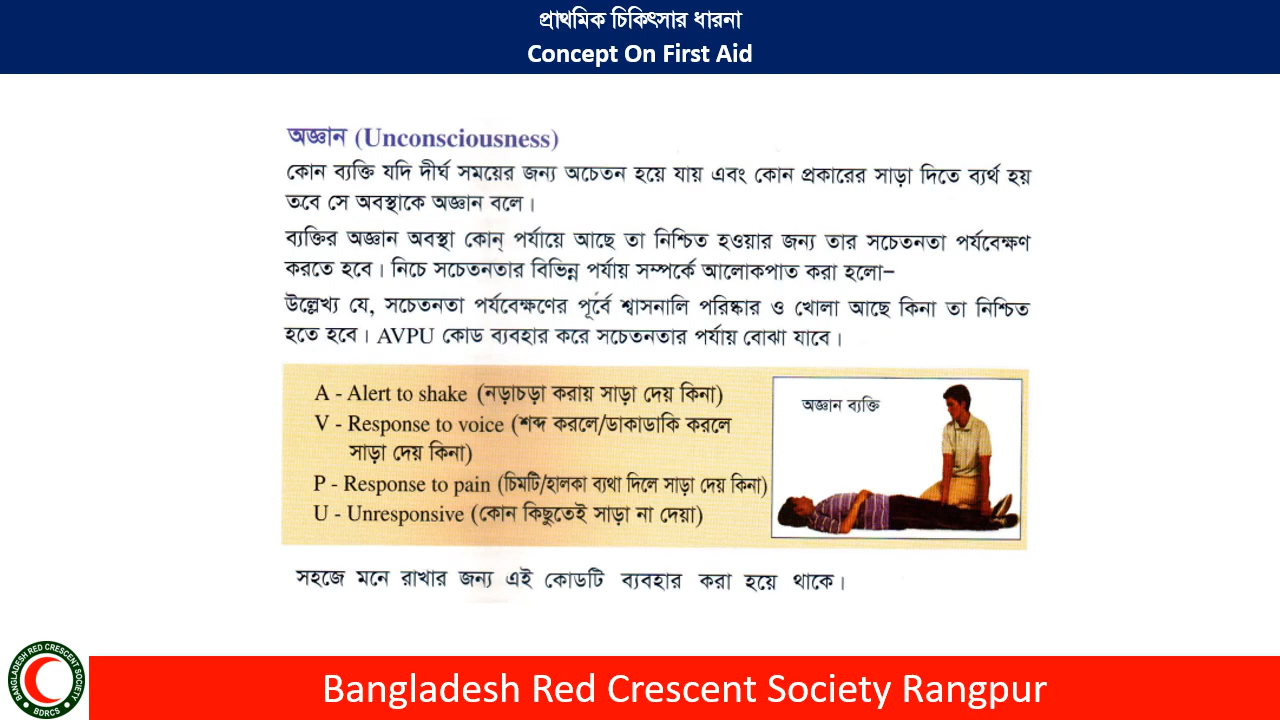 প্রাথমিক চিকিৎসার ধারনা
Concept On First Aid
অজ্ঞান (Unconsciousness)
কোন ব্যক্তি যদি দীর্ঘ সময়ের জন্য অচেতন হয়ে যায় এবং কোন প্রকারের সাড়া দিতে ব্যর্থ হয়
তবে সে অবস্থাকে অজ্ঞান বলে।
ব্যক্তির অজ্ঞান অবস্থা কোন্ পর্যায়ে আছে তা নিশ্চিত হওয়ার জন্য তার সচেতনতা পর্যবেক্ষণ
করতে হবে। নিচে সচেতনতার বিভিন্ন পর্যায় সম্পর্কে আলোকপাত করা হলো–
উল্লেখ্য যে, সচেতনতা পর্যবেক্ষণের পূর্বে শ্বাসনালি পরিষ্কার ও খোলা আছে কিনা তা নিশ্চিত
হতে হবে। AVPU কোড ব্যবহার করে সচেতনতার পর্যায় বোঝা যাবে।
A - Alert to shake (নড়াচড়া করায় সাড়া দেয় কিনা)
V - Response to voice (শব্দ করলে/ডাকাডাকি করলে
সাড়া দেয় কিনা)
P - Response to pain (চিমটি/হালকা ব্যথা দিলে সাড়া দেয় কিনা)
U - Unresponsive (কোন কিছুতেই সাড়া না দেয়া)
অজ্ঞান ব্যক্তি
সহজে মনে রাখার জন্য এই কোডটি ব্যবহার করা হয়ে থাকে।
BANGLADESH RED CRESCENT SOCIETY
BDRCS
Bangladesh Red Crescent Society Rangpur